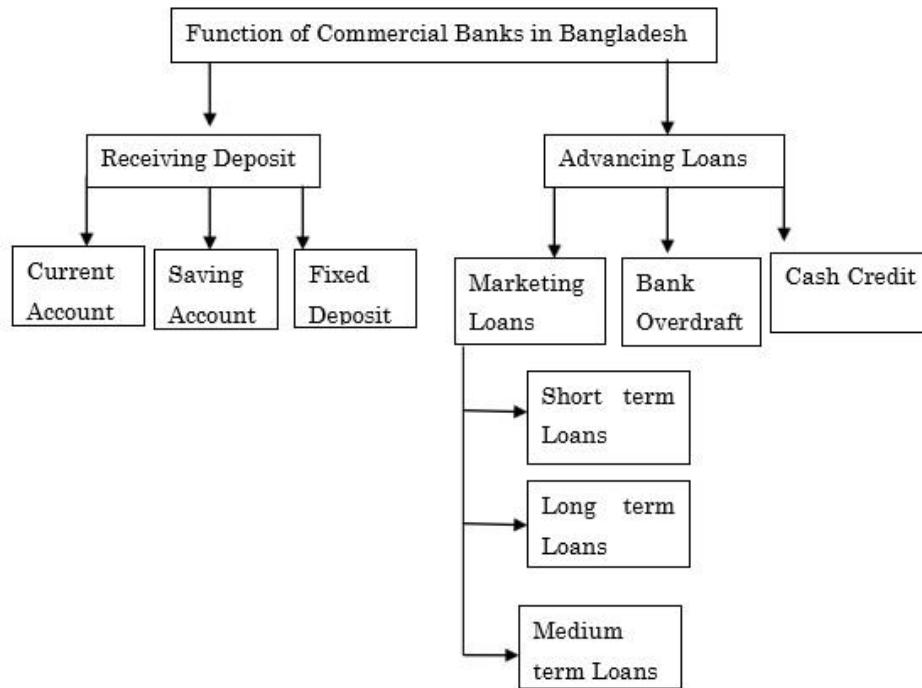 Function of Commercial Banks in Bangladesh
Receiving Deposit
Advancing Loans
Current
Account
Saving
Account
Fixed
Deposit
Marketing
Loans
Bank
Overdraft
Cash Credit
Short term
Loans
Long term
Loans
Medium
term Loans